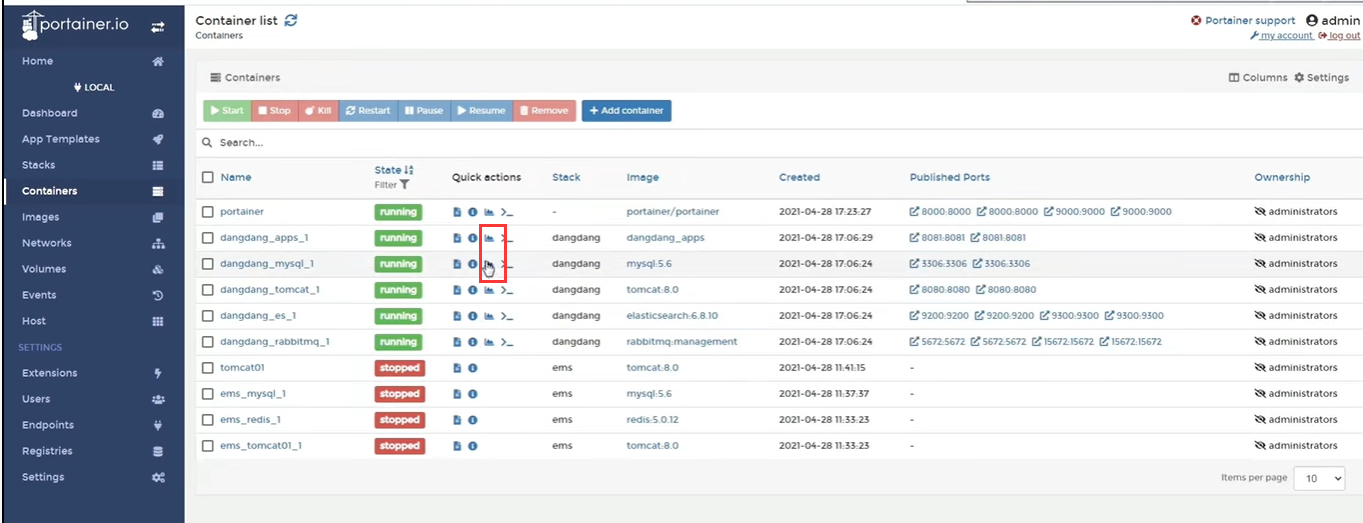 portainer.io
Container list
Containers
Portainer support admin
my account log out
Home
LOCAL
Dashboard
App Templates
Stacks
Containers
Images
Networks
Volumes
Events
Host
SETTINGS
Extensions
Users
Endpoints
Registries
Settings
Containers Columns Settings
Start Stop Kill Restart Pause Resume Remove + Add container
Search...
Name State Filter Quick actions Stack Image Created Published Ports Ownership
portainer running >_ - portainer/portainer 2021-04-28 17:23:27 8000:8000 8000:8000 9000:9000 9000:9000 administrators
dangdang_apps_1 running >_ dangdang dangdang_apps 2021-04-28 17:06:29 8081:8081 8081:8081 administrators
dangdang_mysql_1 running >_ dangdang mysql:5.6 2021-04-28 17:06:24 3306:3306 3306:3306 administrators
dangdang_tomcat_1 running >_ dangdang tomcat:8.0 2021-04-28 17:06:24 8080:8080 8080:8080 administrators
dangdang_es_1 running >_ dangdang elasticsearch:6.8.10 2021-04-28 17:06:24 9200:9200 9200:9200 9300:9300 9300:9300 administrators
dangdang_rabbitmq_1 running >_ dangdang rabbitmq:management 2021-04-28 17:06:24 5672:5672 5672:5672 15672:15672 15672:15672 administrators
tomcat01 stopped ems tomcat:8.0 2021-04-28 11:41:15 - administrators
ems_mysql_1 stopped ems mysql:5.6 2021-04-28 11:37:37 - administrators
ems_redis_1 stopped ems redis:5.0.12 2021-04-28 11:33:23 - administrators
ems_tomcat01_1 stopped ems tomcat:8.0 2021-04-28 11:33:23 - administrators
Items per page 10